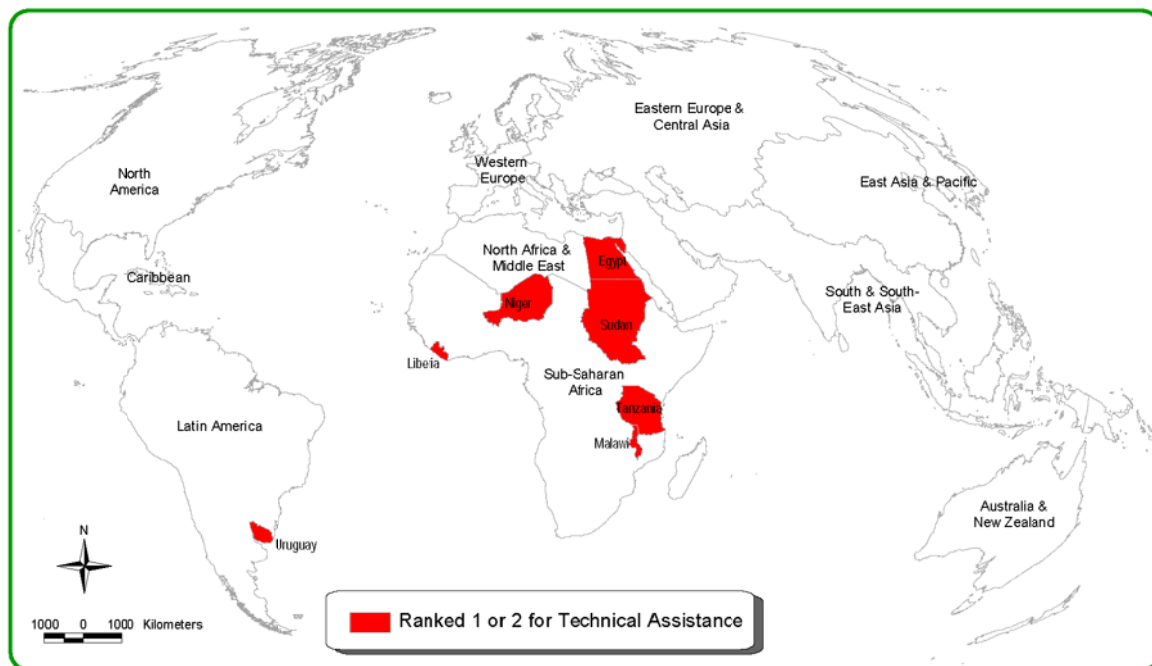 Eastern Europe &
Central Asia
North
America
Western
Europe
East Asia & Pacific
North Africa &
Middle East
Egypt
Caribbean
Niger
South & South-
East Asia
Sudan
Liberia
Sub-Saharan
Africa
Tanzania
Latin America
Malawi
Australia &
New Zealand
N
Uruguay
1000 0 1000 Kilometers
Ranked 1 or 2 for Technical Assistance